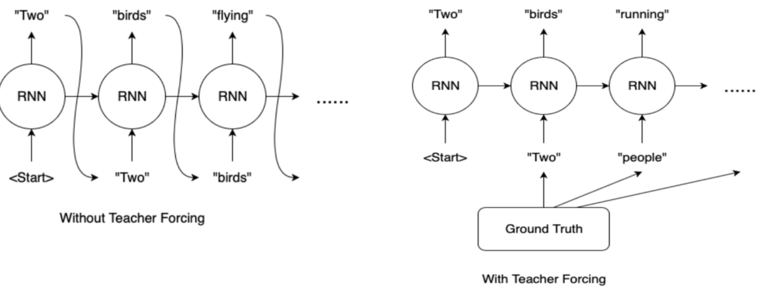 "Two" "birds" "flying"
RNN RNN RNN ......
<Start> "Two" "birds"
Without Teacher Forcing
"Two" "birds" "running"
RNN RNN RNN ......
<Start> "Two" "people"
Ground Truth
With Teacher Forcing